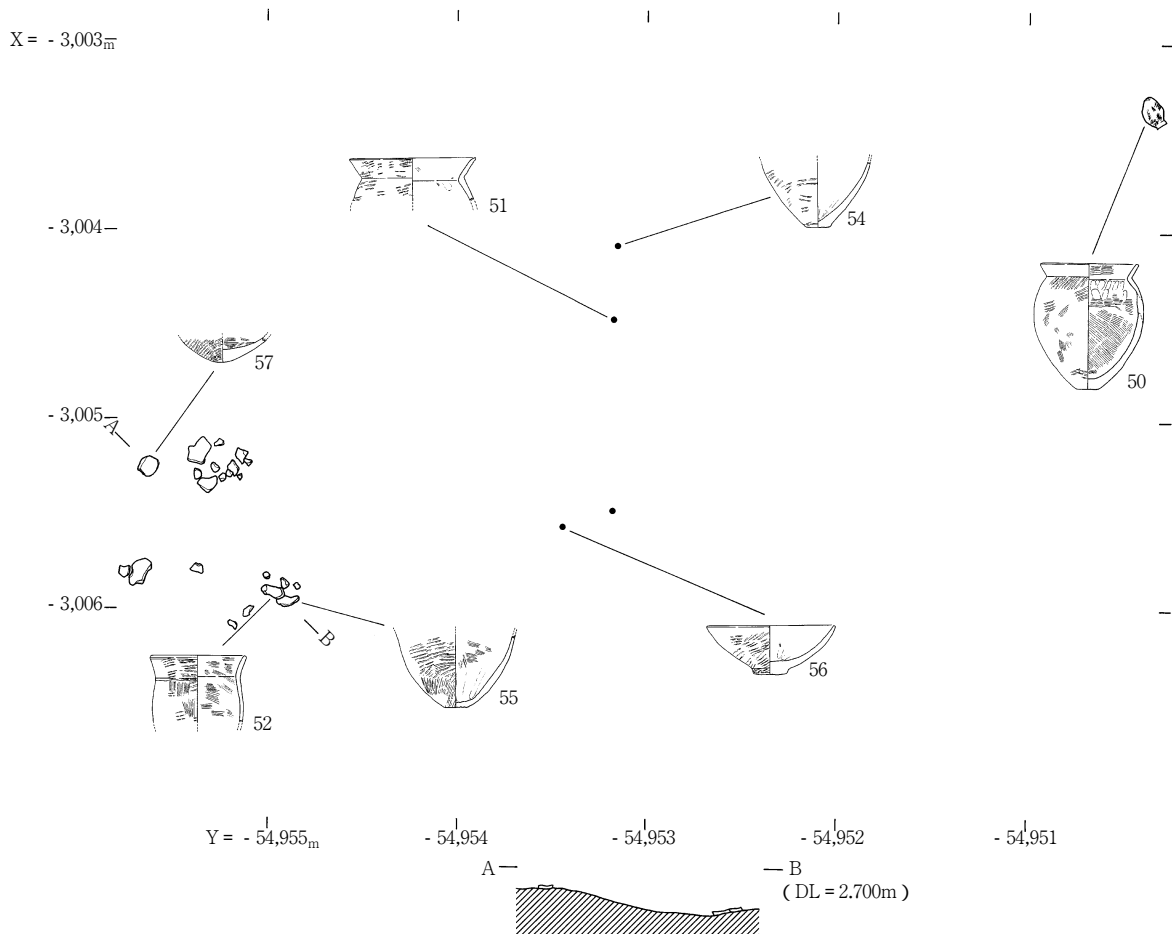 X = - 3,003m
51
54
- 3,004
57
50
- 3,005
A
- 3,006
B
52
55
56
Y = - 54,955m
- 54,954
- 54,953
- 54,952
- 54,951
A
B
( DL = 2.700m )